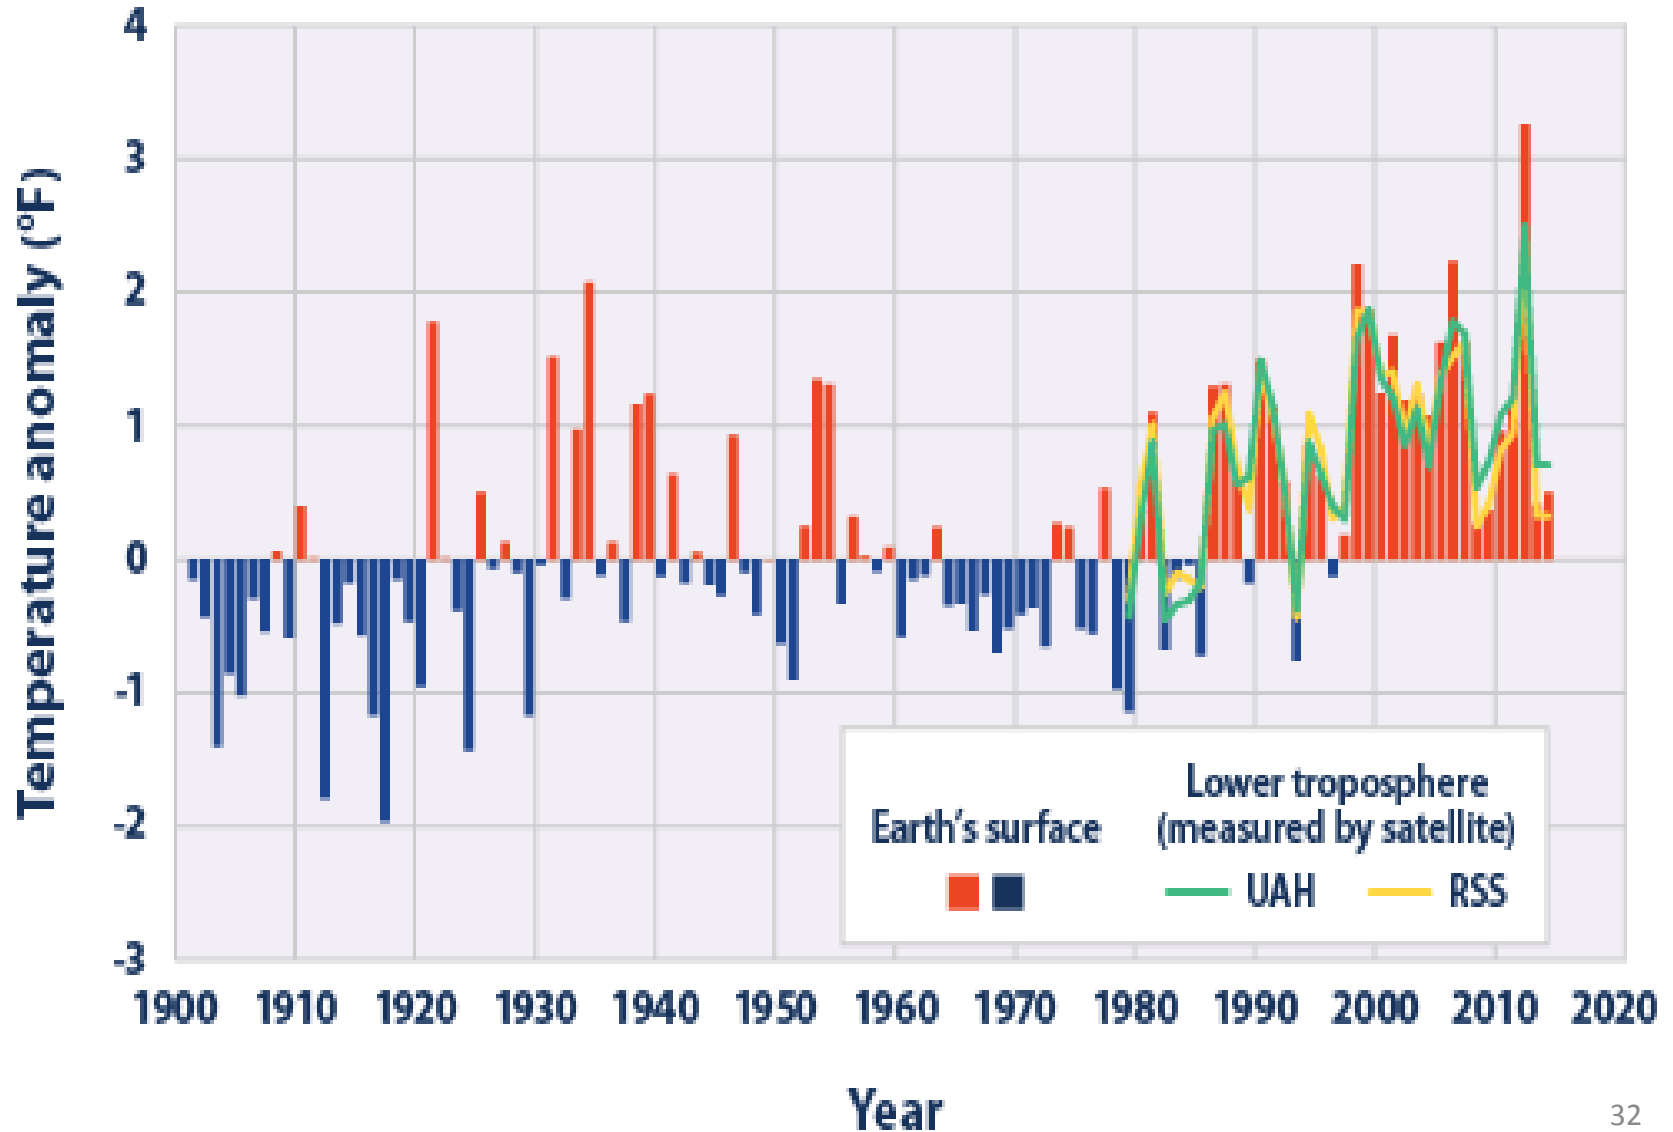 4
3
2
1
0
-1
-2
-3
Temperature anomaly (°F)
Lower troposphere
Earth's surface (measured by satellite)
UAH RSS
1900 1910 1920 1930 1940 1950 1960 1970 1980 1990 2000 2010 2020
Year
32